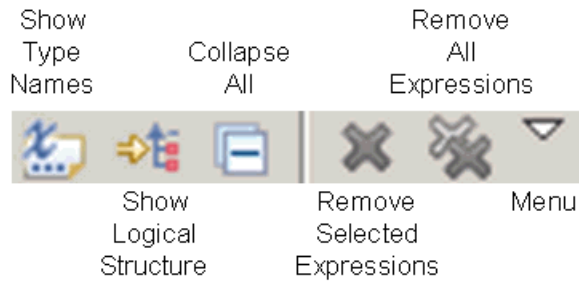 Show
Type
Names
Collapse
All
Remove
All
Expressions
Show
Logical
Structure
Remove
Selected
Expressions
Menu